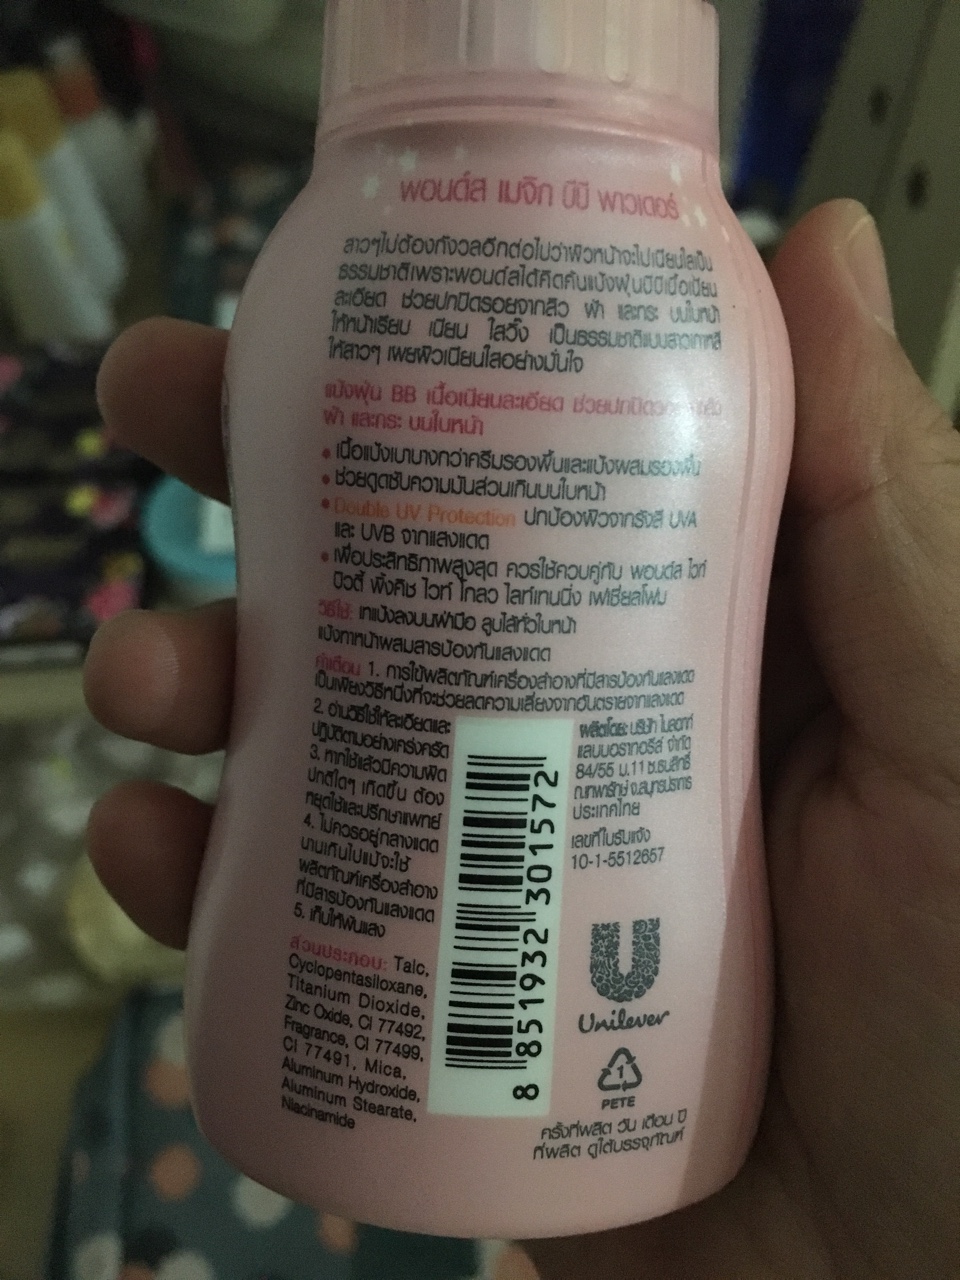 พอนด์ส เมจิก บีบี พาวเดอร์
สาวๆไม่ต้องกังวลอีกต่อไปว่าผิวหน้าจะไม่เนียนใสเป็น
ธรรมชาติเพราะพอนด์สได้คิดค้นแป้งฝุ่นบีบีเนื้อเนียน
ละเอียด ช่วยปกปิดรอยจากสิว ฝ้า และกระ บนใบหน้า
ให้หน้าเรียบ เนียน ใสวิ้ง เป็นธรรมชาติแบบสาวเกาหลี
ให้สาวๆ เผยผิวเนียนใสอย่างมั่นใจ
แป้งฝุ่น BB เนื้อเนียนละเอียด ช่วยปกปิด
ฝ้า และกระ บนใบหน้า
• เนื้อแป้งเบาบางกว่าครีมรองพื้นและแป้งผสมรองพื้น
• ช่วยดูดซับความมันส่วนเกินบนใบหน้า
• Double UV Protection ปกป้องผิวจากรังสี UVA
และ UVB จากแสงแดด
• เพื่อประสิทธิภาพสูงสุด ควรใช้ควบคู่กับ พอนด์ส ไวท์
บิวตี้ พิ้งคิช ไวท์ โกลว ไลท์เทนนิ่ง เฟเชียลโฟม
วิธีใช้: เทแป้งลงบนฝ่ามือ ลูบไล้ทั่วใบหน้า
แป้งทาหน้าผสมสารป้องกันแสงแดด
คำเตือน 1. การใช้ผลิตภัณฑ์เครื่องสำอางที่มีสารป้องกันแสงแดด
เป็นเพียงวิธีหนึ่งที่จะช่วยลดความเสี่ยงจากอันตรายจากแสงแดด
2. อ่านวิธีใช้ให้ละเอียดและ
ปฏิบัติตามอย่างเคร่งครัด
3. หากใช้แล้วมีความผิด
ปกติใดๆ เกิดขึ้น ต้อง
หยุดใช้และปรึกษาแพทย์
4. ไม่ควรอยู่กลางแดด
นานเกินไปแม้จะใช้
ผลิตภัณฑ์เครื่องสำอาง
ที่มีสารป้องกันแสงแดด
5. เก็บให้พ้นแสง
ส่วนประกอบ: Talc,
Cyclopentasiloxane,
Titanium Dioxide,
Zinc Oxide, CI 77492,
Fragrance, CI 77499,
CI 77491, Mica,
Aluminum Hydroxide,
Aluminum Stearate,
Niacinamide
8 851932 301572
ผลิตโดย: บริษัท ไมลอทท์
แลบบอราทอรีส์ จำกัด
84/55 ม.11 ซ.ธนสิทธิ์
ถ.เทพารักษ์ จ.สมุทรปราการ
ประเทศไทย
เลขที่ใบรับแจ้ง
10-1-5512657
Unilever
1
PETE
ครั้งที่ผลิต วัน เดือน ปี
ที่ผลิต ดูใต้บรรจุภัณฑ์